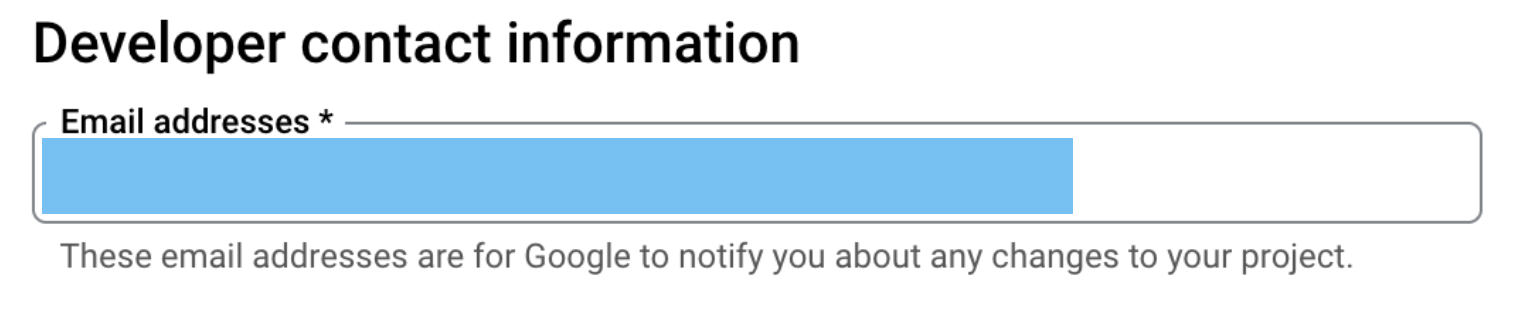 Developer contact information
Email addresses *
These email addresses are for Google to notify you about any changes to your project.